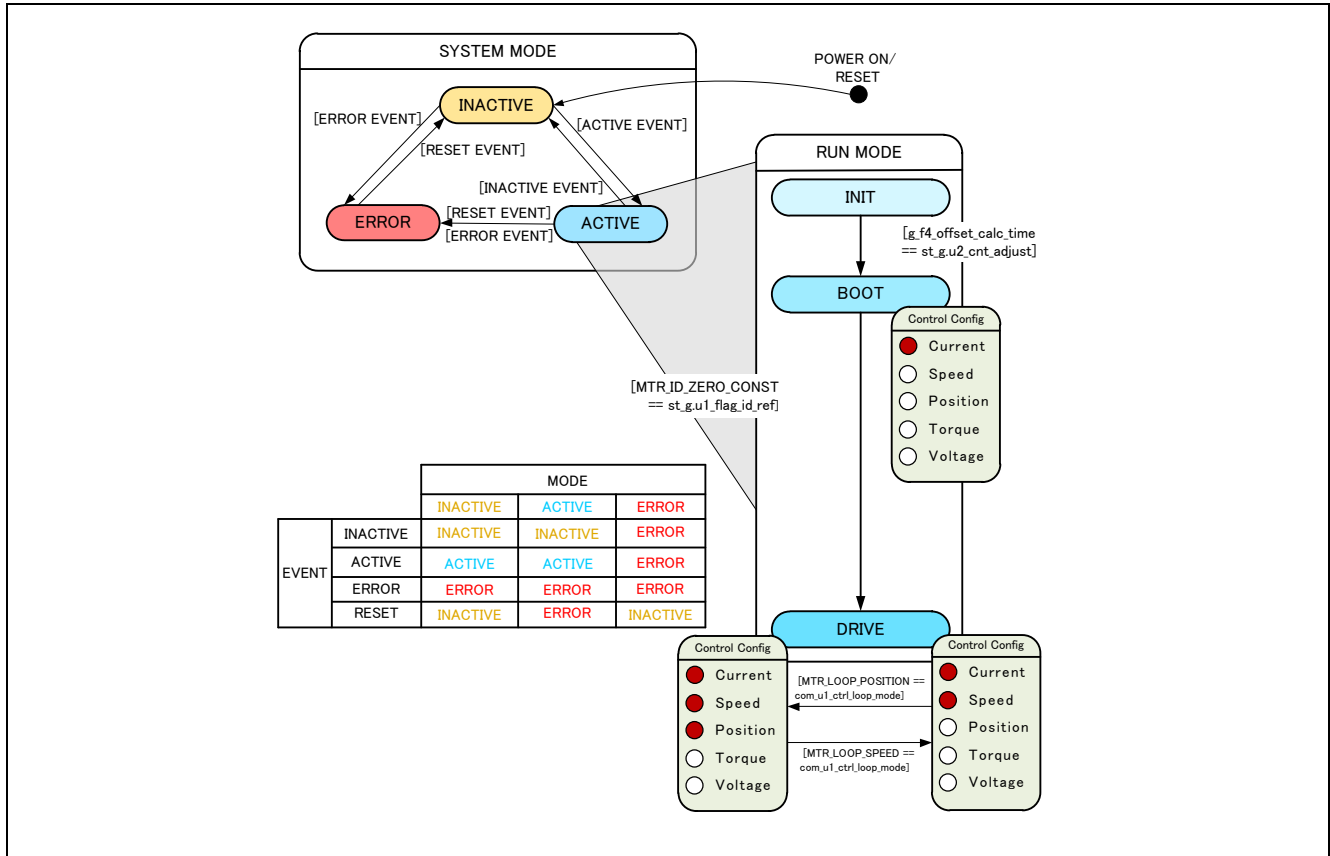 SYSTEM MODE
POWER ON/
RESET
INACTIVE
[ERROR EVENT]
[ACTIVE EVENT]
[RESET EVENT]
[INACTIVE EVENT]
ERROR
[RESET EVENT]
[ERROR EVENT]
ACTIVE
RUN MODE
INIT
[g_f4_offset_calc_time
== st_g.u2_cnt_adjust]
BOOT
Control Config
Current
Speed
Position
Torque
Voltage
[MTR_ID_ZERO_CONST
== st_g.u1_flag_id_ref]
MODE
INACTIVE ACTIVE ERROR
EVENT
INACTIVE INACTIVE INACTIVE ERROR
ACTIVE ACTIVE ACTIVE ERROR
ERROR ERROR ERROR ERROR
RESET INACTIVE ERROR INACTIVE
DRIVE
Control Config
Current
Speed
Position
Torque
Voltage
[MTR_LOOP_POSITION ==
com_u1_ctrl_loop_mode]
[MTR_LOOP_SPEED ==
com_u1_ctrl_loop_mode]
Control Config
Current
Speed
Position
Torque
Voltage